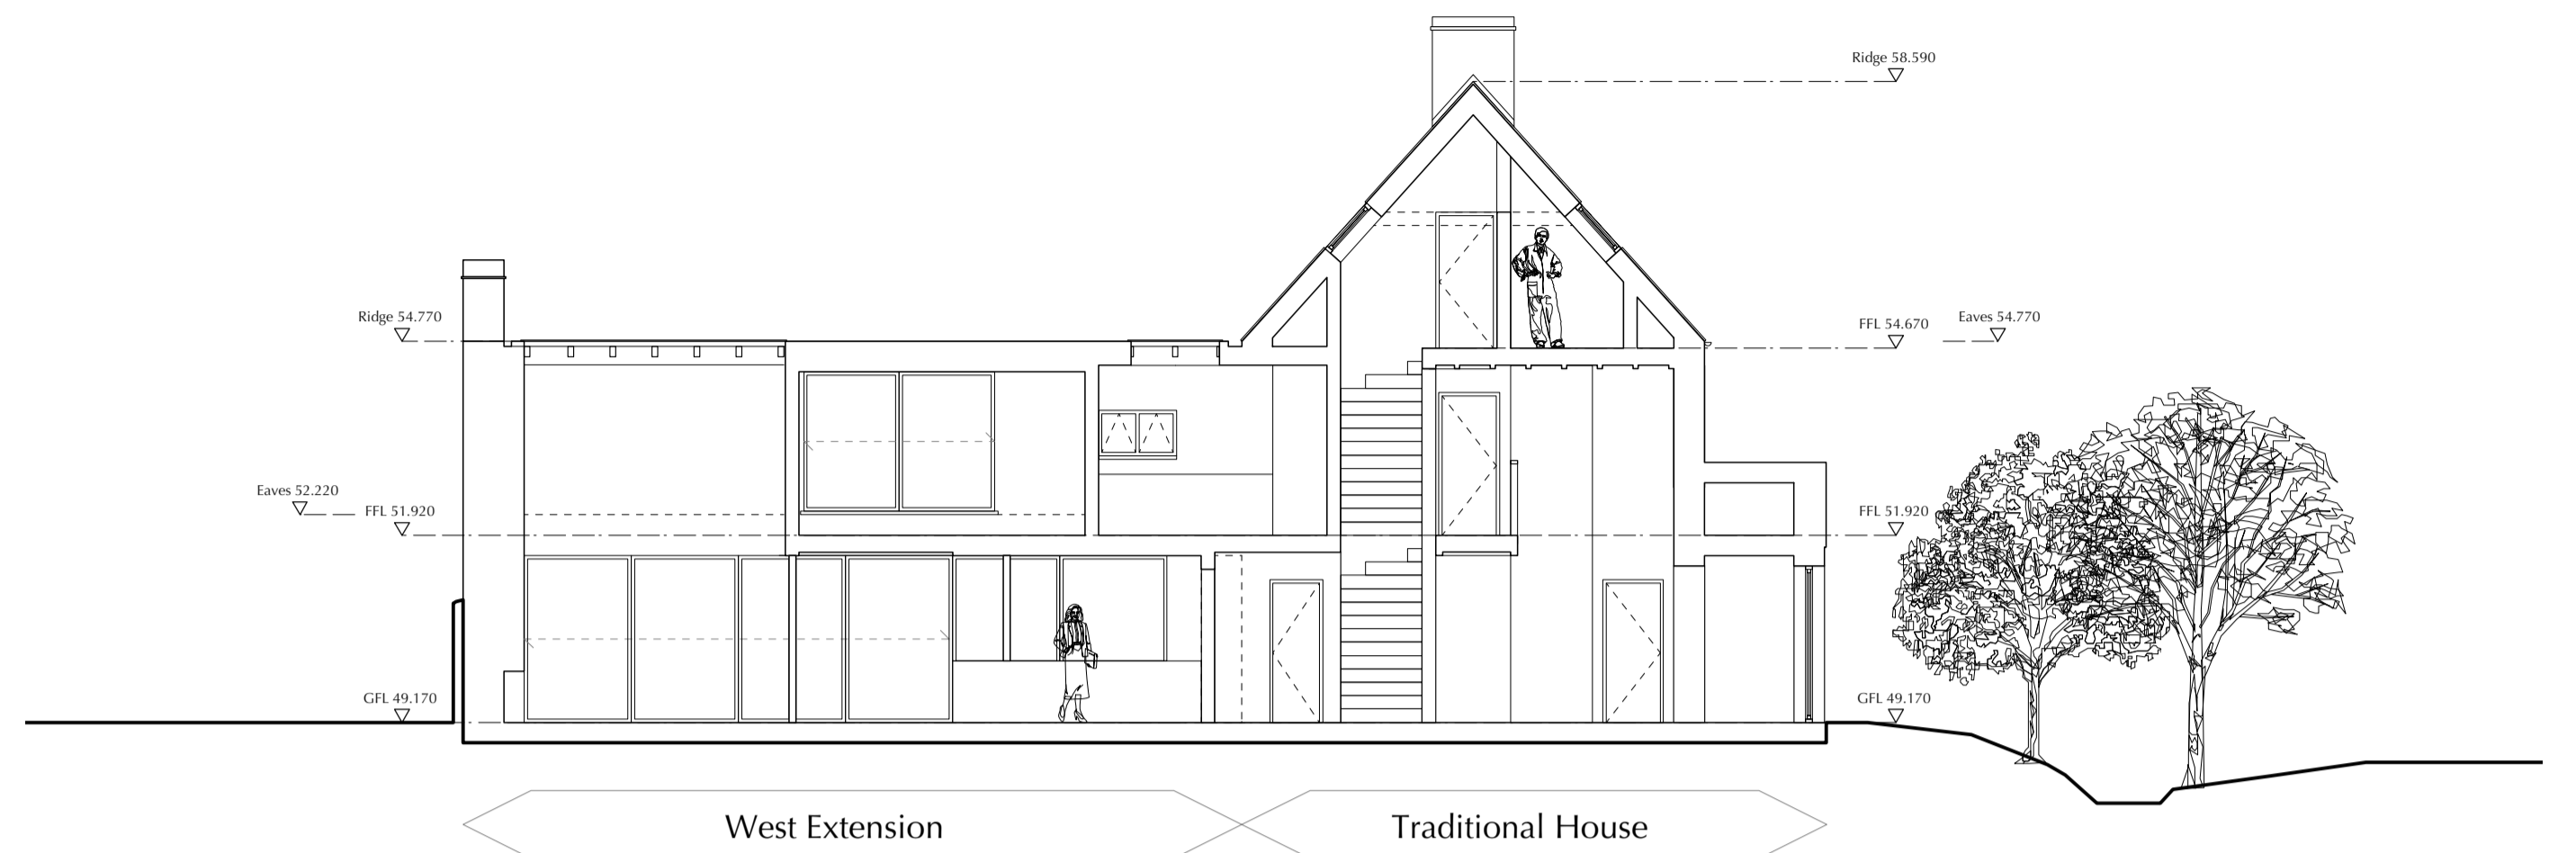 Ridge 58.590
Ridge 54.770
FFL 54.670
Eaves 54.770
Eaves 52.220
FFL 51.920
FFL 51.920
GFL 49.170
GFL 49.170
West Extension
Traditional House